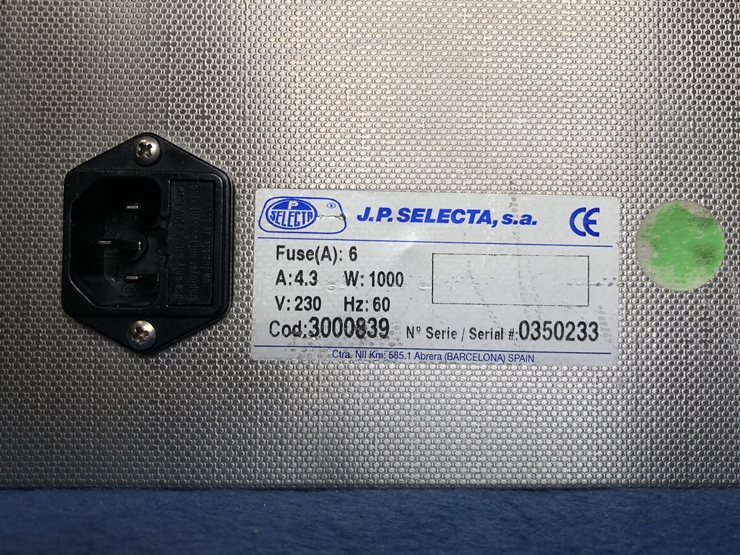 P
SELECTA
®
J.P. SELECTA, s.a.
CE
Fuse(A): 6
A: 4.3 W: 1000
V: 230 Hz: 60
Cod: 3000839 Nº Serie / Serial #: 0350233
Ctra. NII Km: 585.1 Abrera (BARCELONA) SPAIN